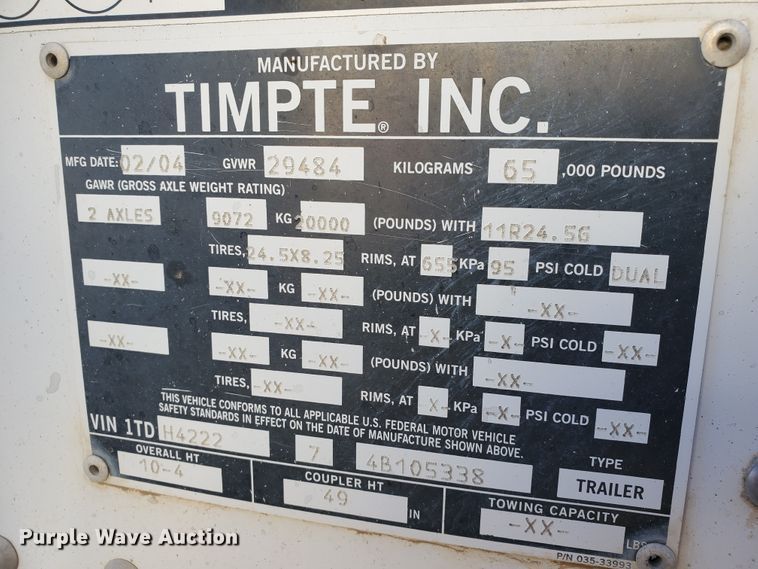 MANUFACTURED BY
TIMPTE® INC.
MFG DATE: 02/04 GVWR 29484 KILOGRAMS 65 ,000 POUNDS
GAWR (GROSS AXLE WEIGHT RATING)
2 AXLES 9072 KG 20000 (POUNDS) WITH 11R24.5G
TIRES, 24.5X8.25 RIMS, AT 655 KPa 95 PSI COLD DUAL
-XX- -XX- KG -XX- (POUNDS) WITH -XX-
TIRES, -XX- RIMS, AT -X- KPa -X- PSI COLD -XX-
-XX- -XX- KG -XX- (POUNDS) WITH -XX-
TIRES, -XX- RIMS, AT -X- KPa -X- PSI COLD -XX-
THIS VEHICLE CONFORMS TO ALL APPLICABLE U.S. FEDERAL MOTOR VEHICLE
SAFETY STANDARDS IN EFFECT ON THE DATE OF MANUFACTURE SHOWN ABOVE.
VIN 1TD H4222 7 4B105338 TYPE
TRAILER
OVERALL HT
10-4
COUPLER HT
49 IN
TOWING CAPACITY
-XX- LBS
P/N 035-33993
Purple Wave Auction